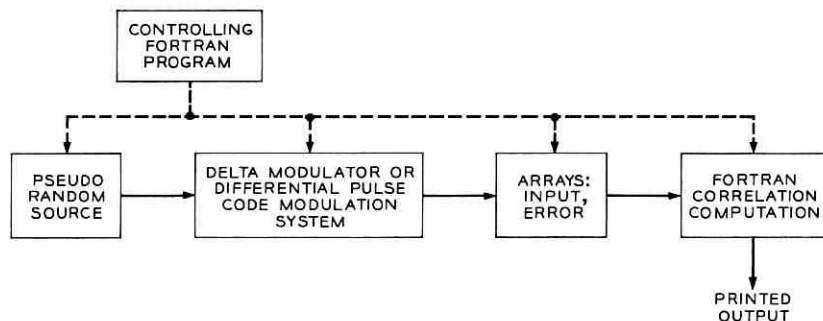 CONTROLLING
FORTRAN
PROGRAM
PSEUDO
RANDOM
SOURCE
DELTA MODULATOR OR
DIFFERENTIAL PULSE
CODE MODULATION
SYSTEM
ARRAYS:
INPUT,
ERROR
FORTRAN
CORRELATION
COMPUTATION
PRINTED
OUTPUT